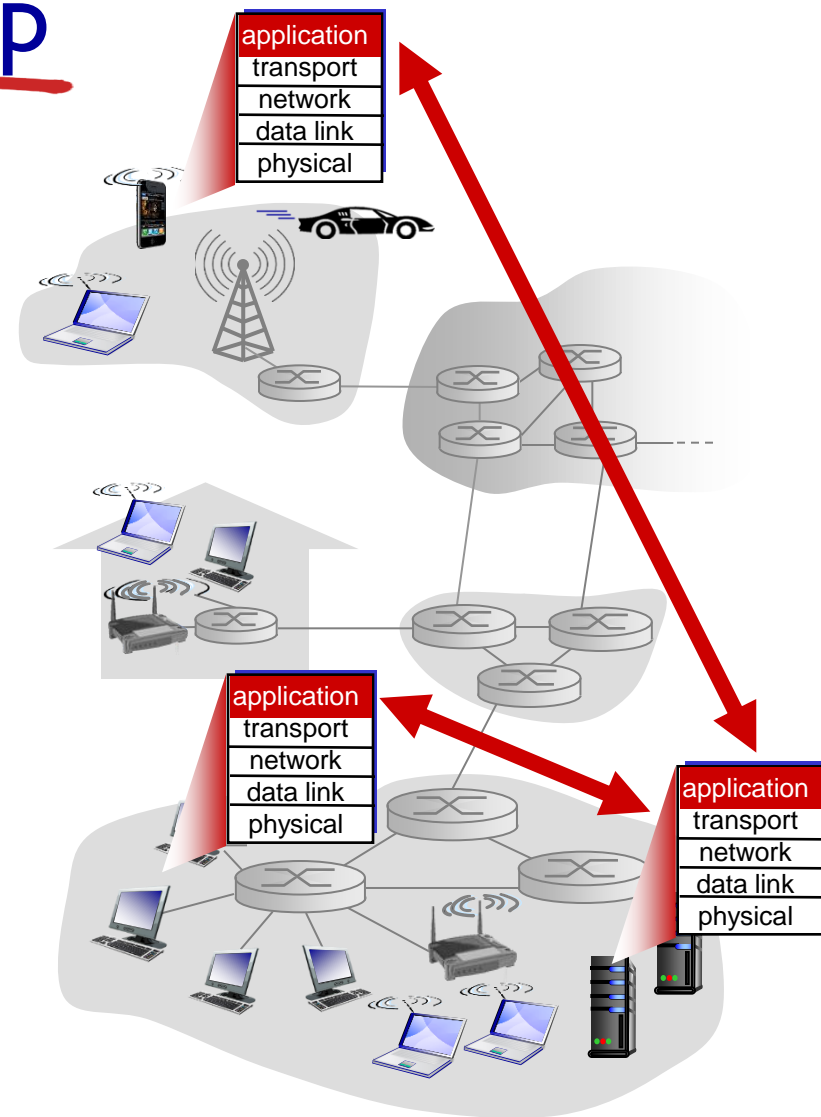 p
application
transport
network
data link
physical
application
transport
network
data link
physical
application
transport
network
data link
physical